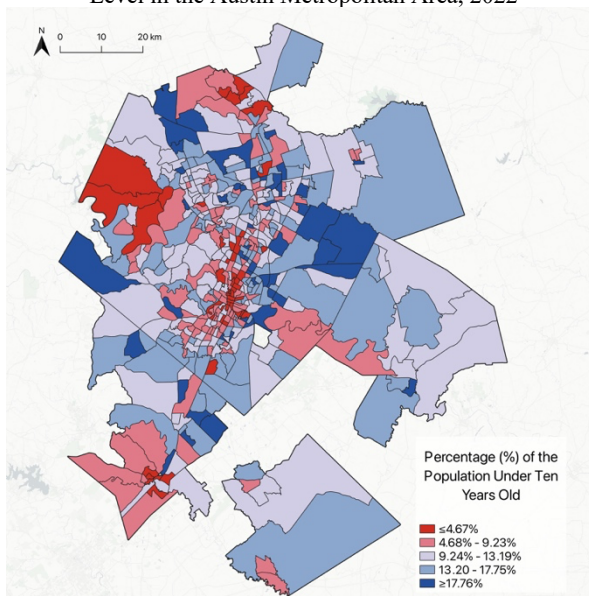 Level in the Austin Metropolitan Area, 2022
N
0 10 20 km
Percentage (%) of the
Population Under Ten
Years Old
≤4.67%
4.68% - 9.23%
9.24% - 13.19%
13.20 - 17.75%
≥17.76%